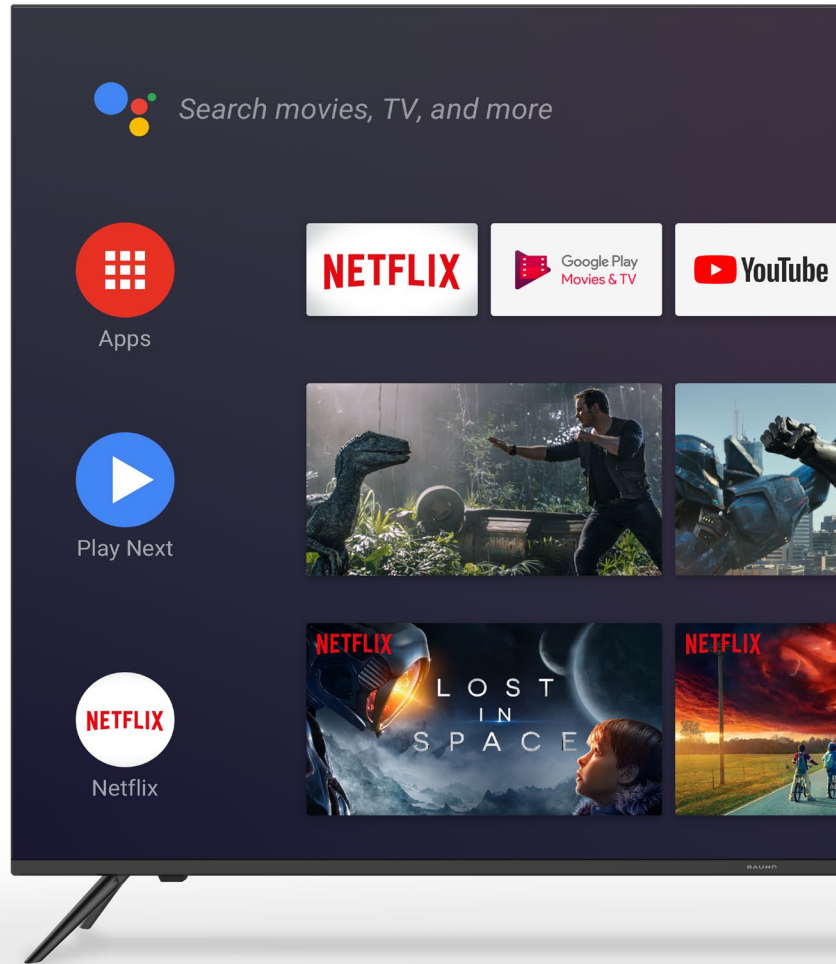 Search movies, TV, and more
NETFLIX
Google Play
Movies & TV
YouTube
Apps
Play Next
NETFLIX
LOST
IN
SPACE
NETFLIX
NETFLIX
Netflix
BAUHN